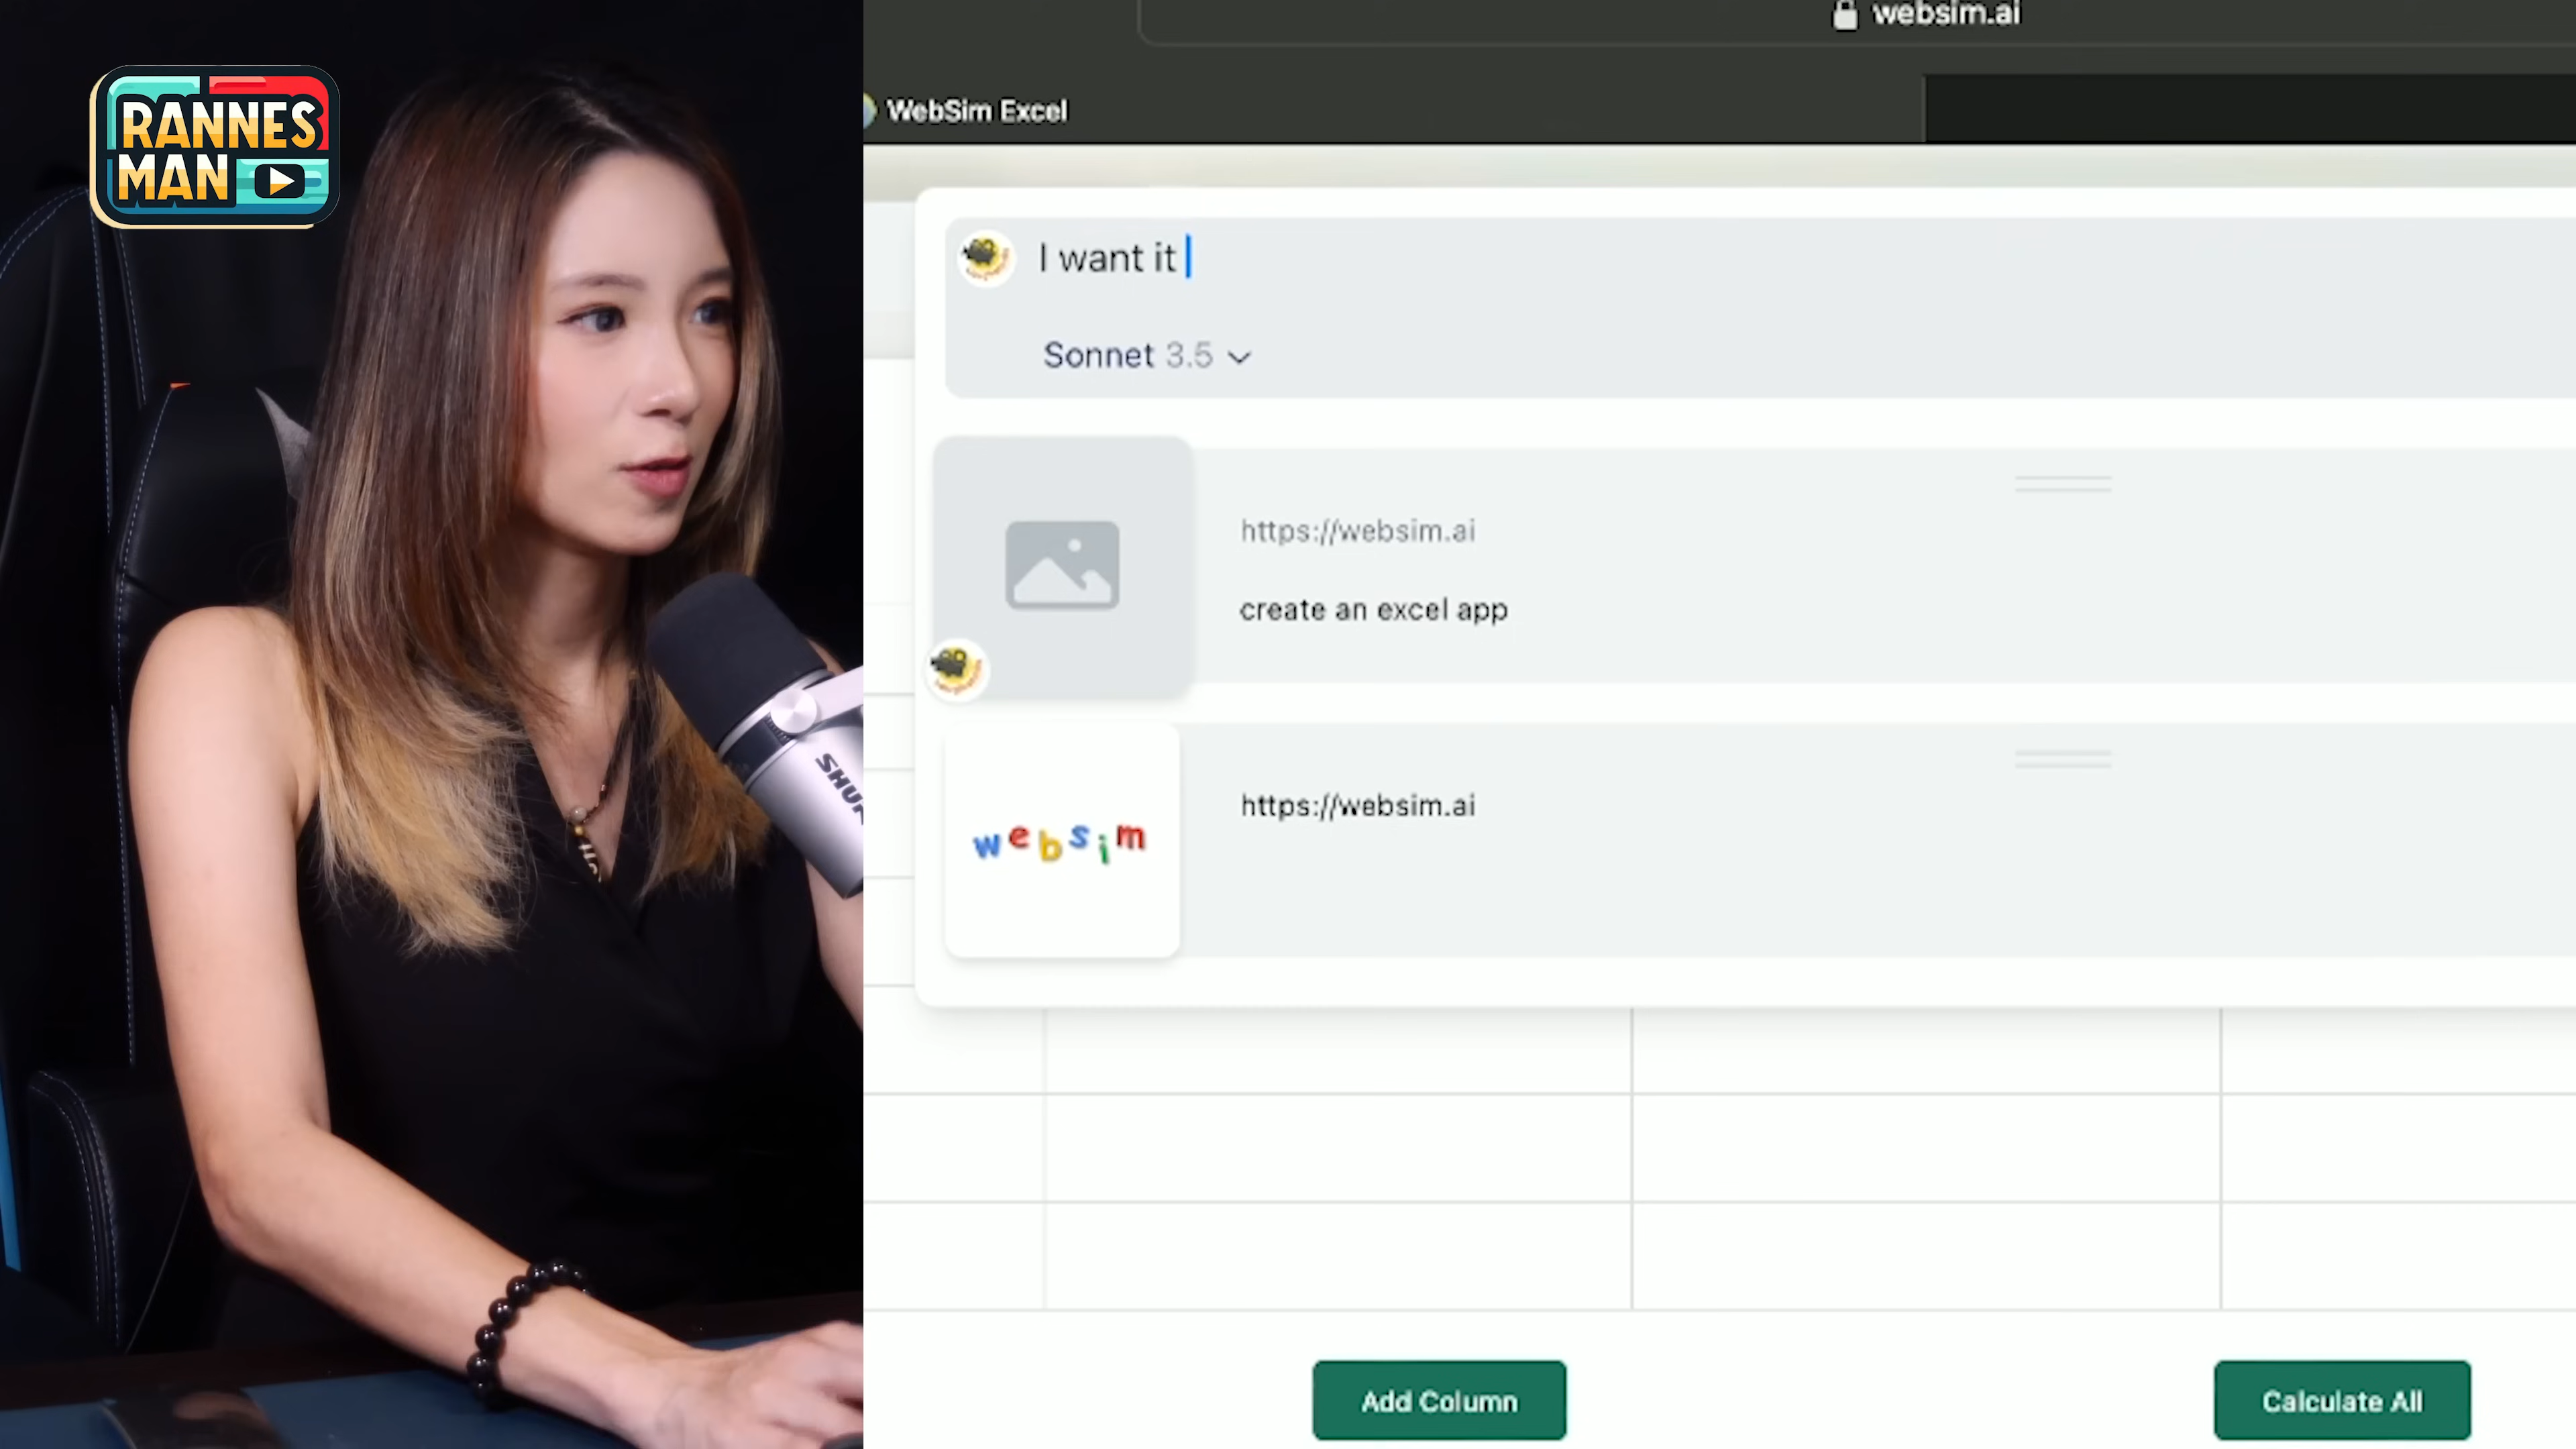 RANNES
MAN
websim.ai
WebSim Excel
I want it
Sonnet 3.5
https://websim.ai
create an excel app
websim
https://websim.ai
Add Column
Calculate All